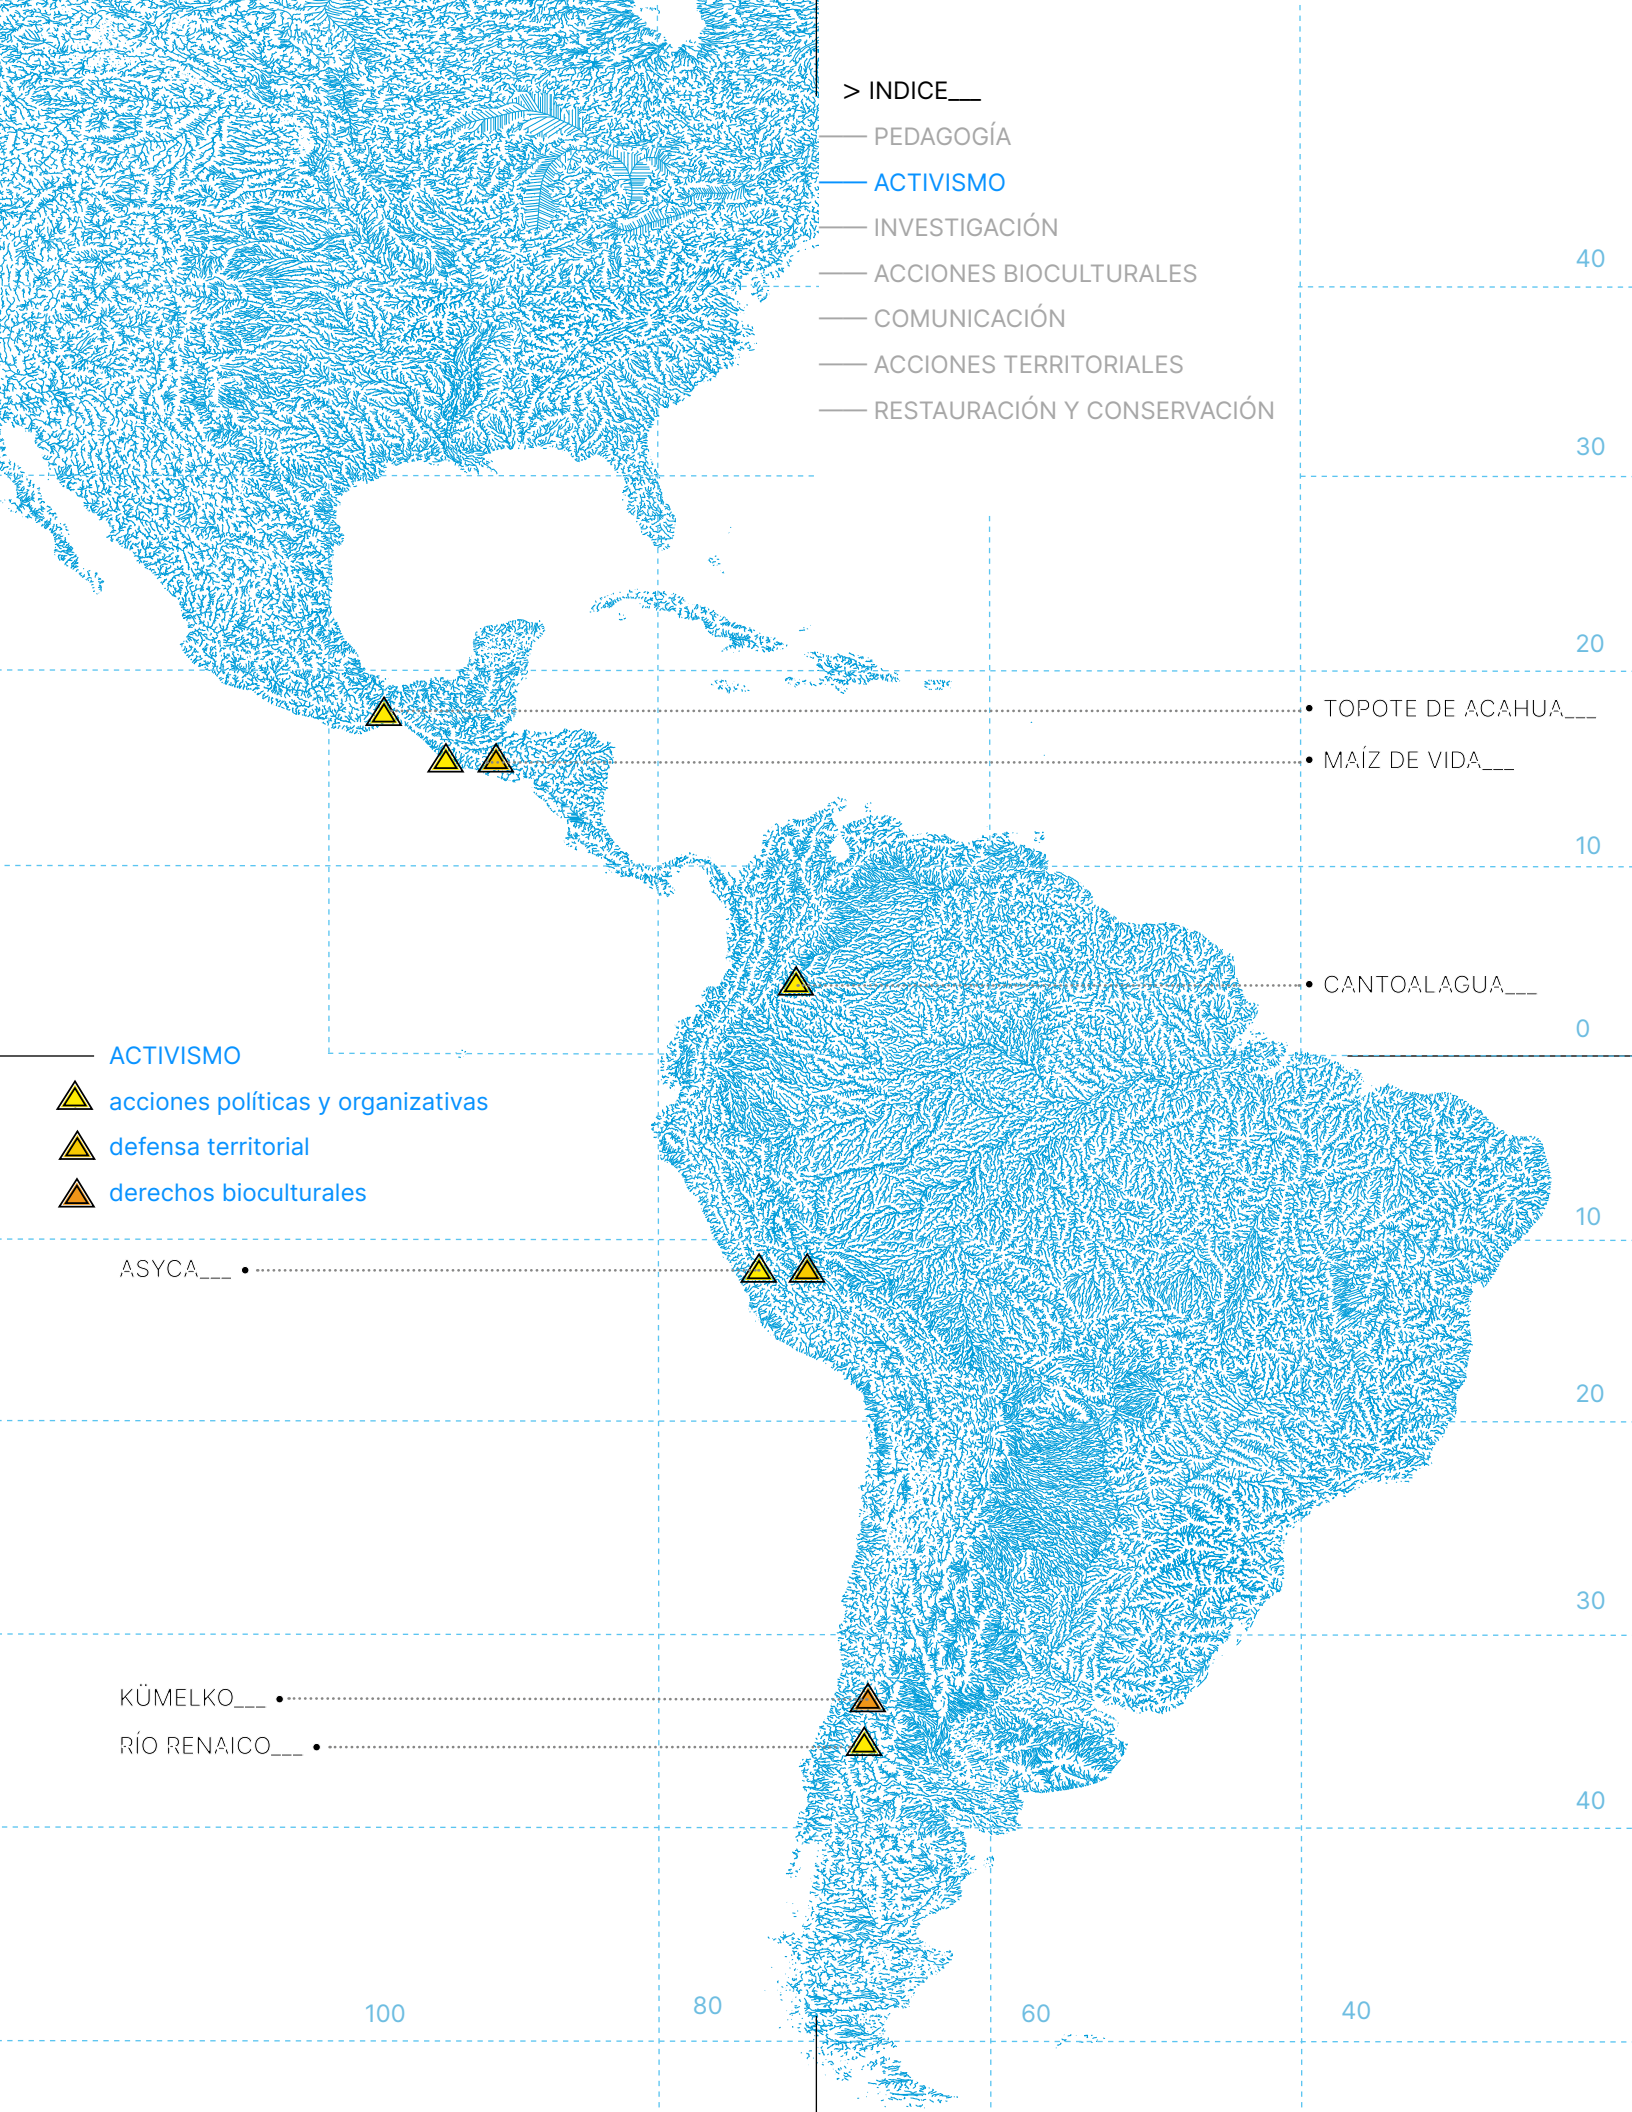 > INDICE___
PEDAGOGÍA
ACTIVISMO
INVESTIGACIÓN
ACCIONES BIOCULTURALES
COMUNICACIÓN
ACCIONES TERRITORIALES
RESTAURACIÓN Y CONSERVACIÓN
40
30
20
• TOPOTE DE ACAHUA___
• MAÍZ DE VIDA___
10
• CANTOALAGUA___
0
ACTIVISMO
acciones políticas y organizativas
defensa territorial
derechos bioculturales
10
ASYCA___ •
20
30
KÜMELKO___ •
RÍO RENAICO___ •
40
100
80
60
40